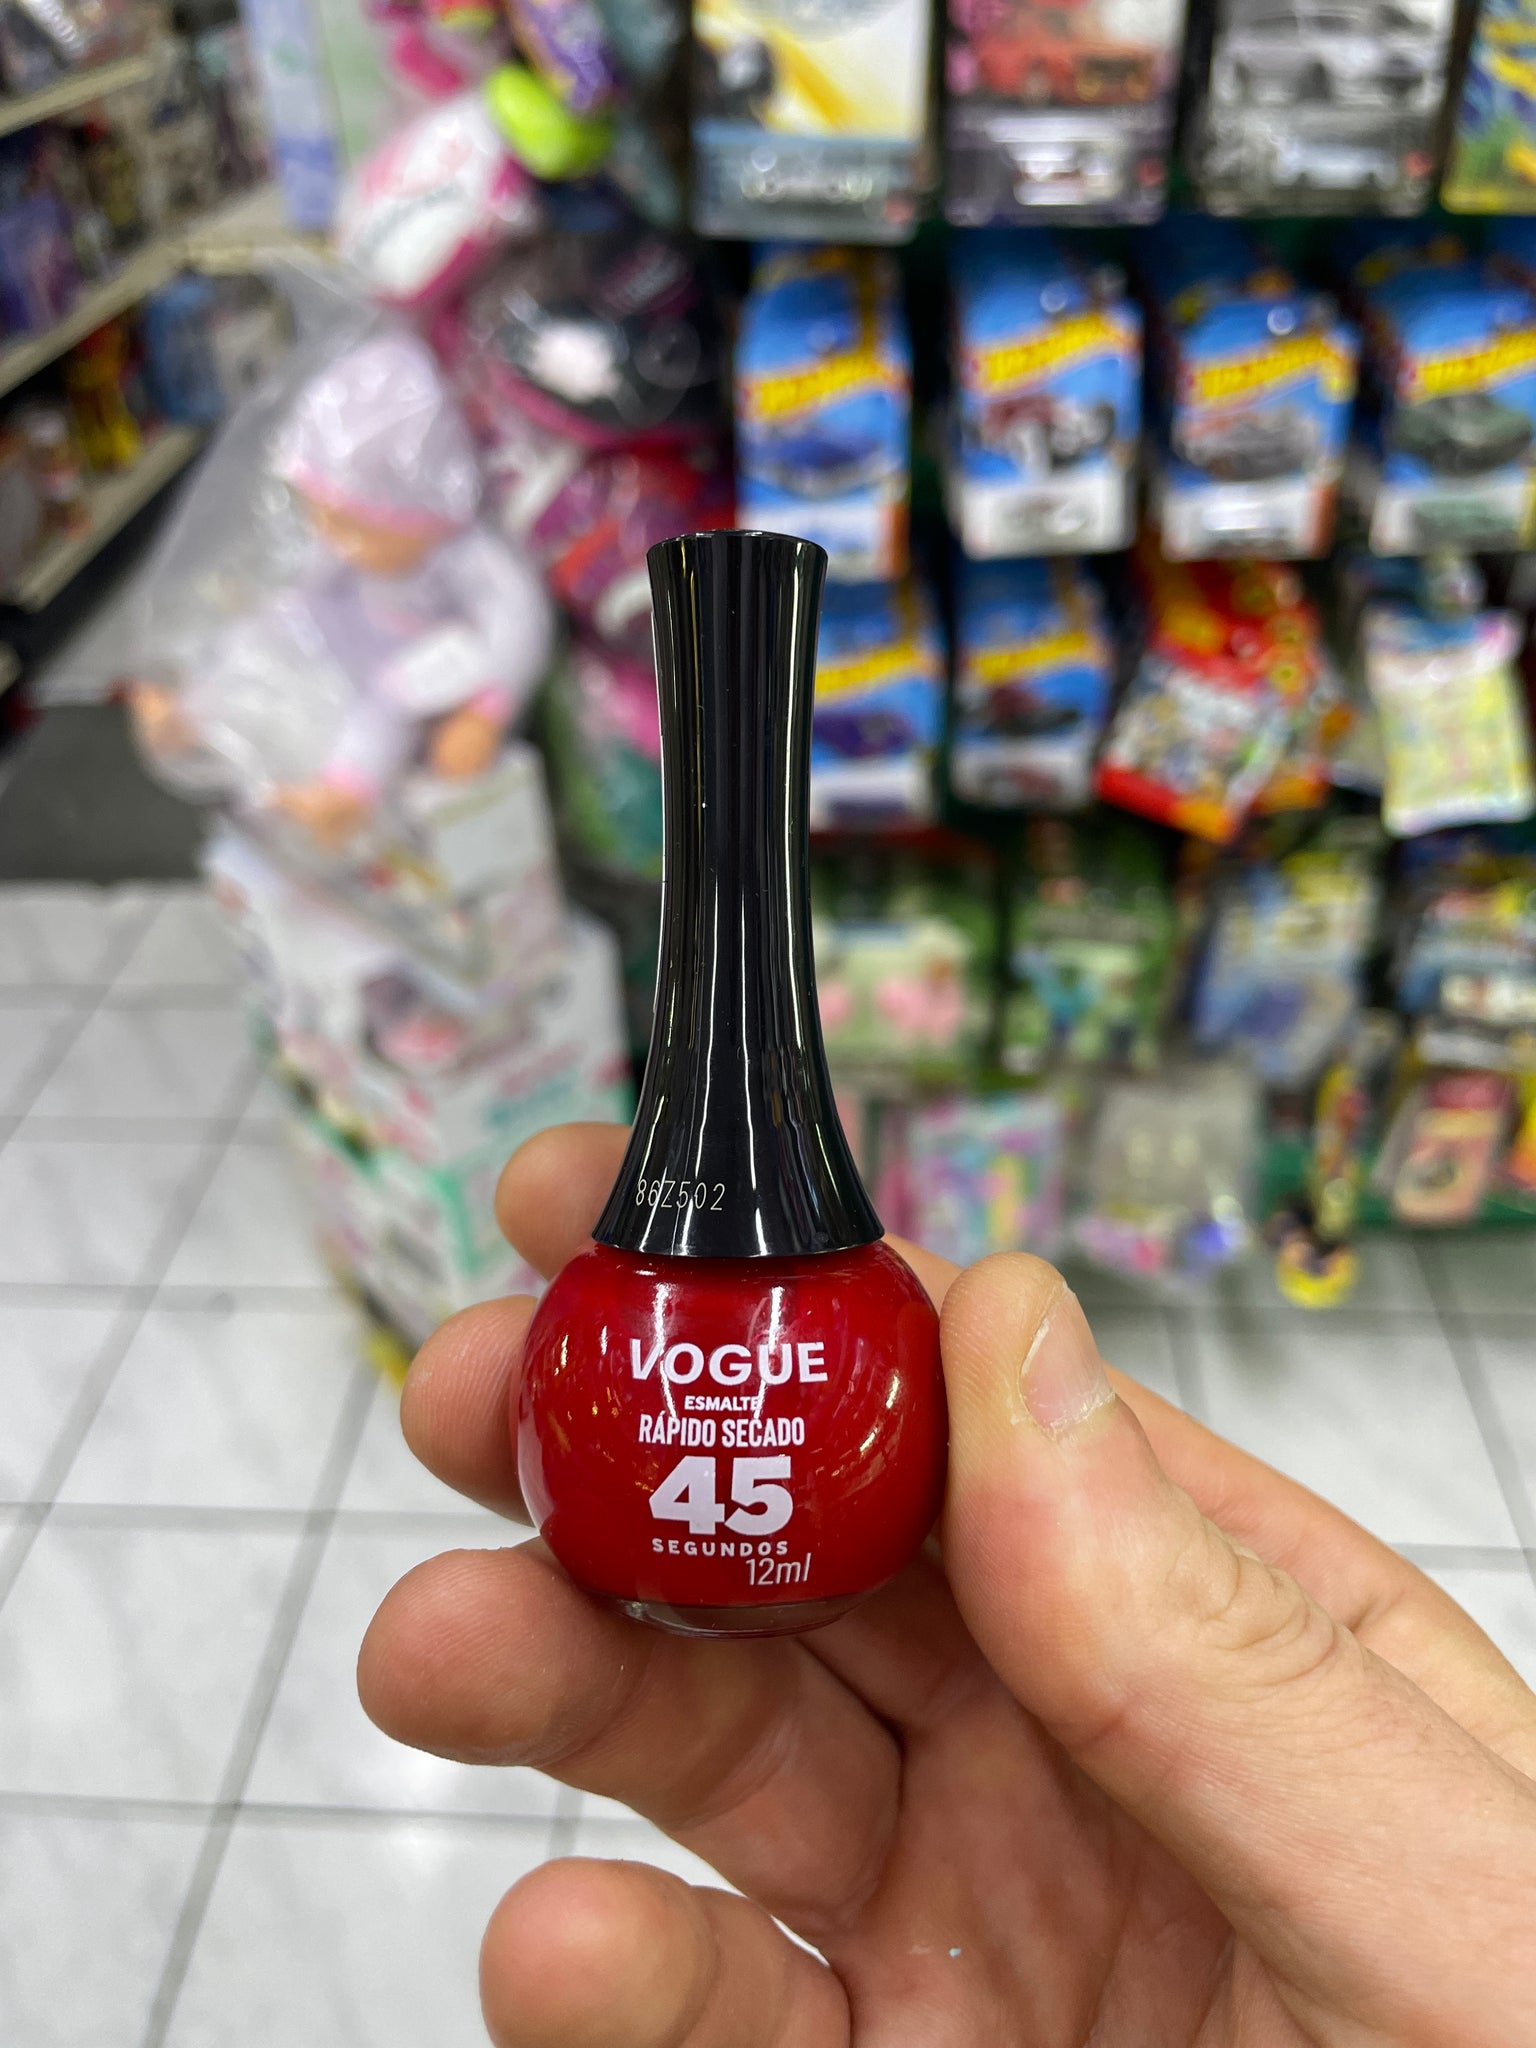 86Z502
VOGUE
ESMALTE
RÁPIDO SECADO
45
SEGUNDOS
12ml